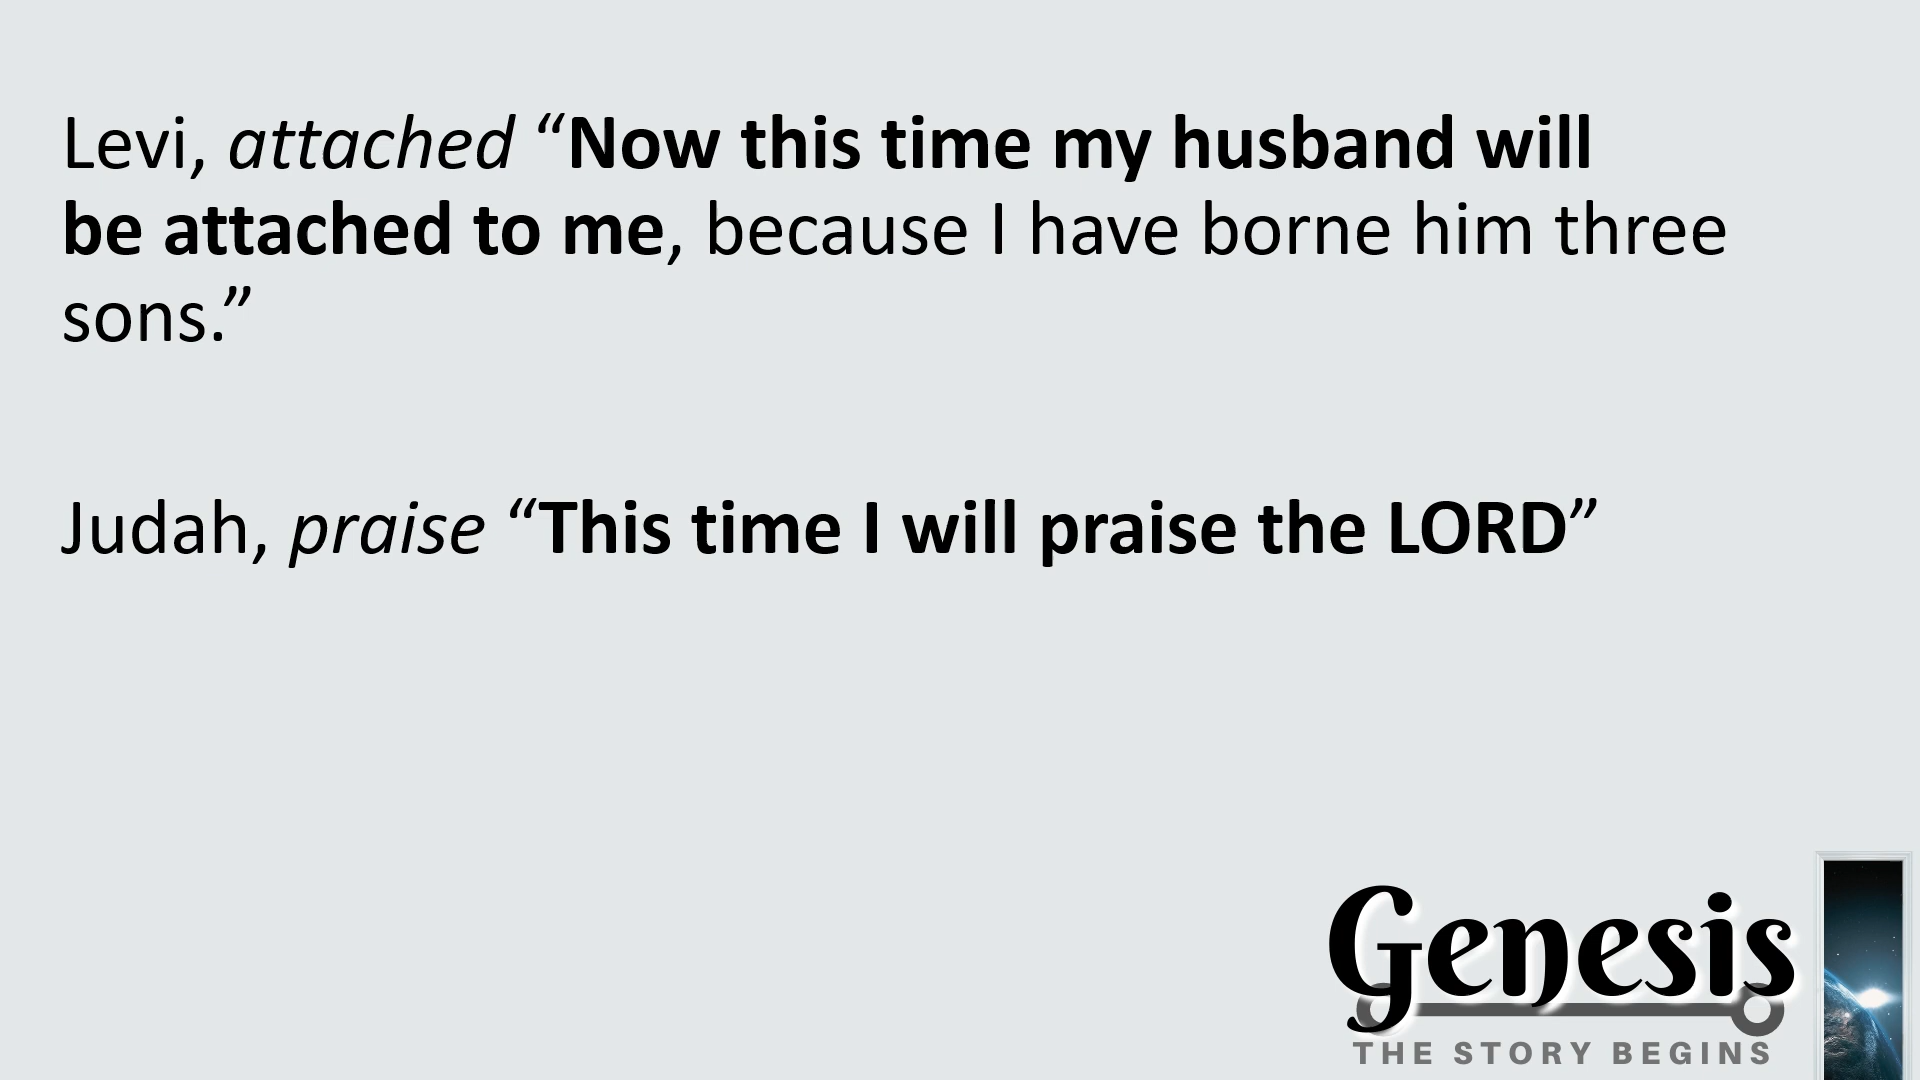 Levi, attached “Now this time my husband will
be attached to me, because I have borne him three
sons.”
Judah, praise “This time I will praise the LORD”
Genesis
THE STORY BEGINS